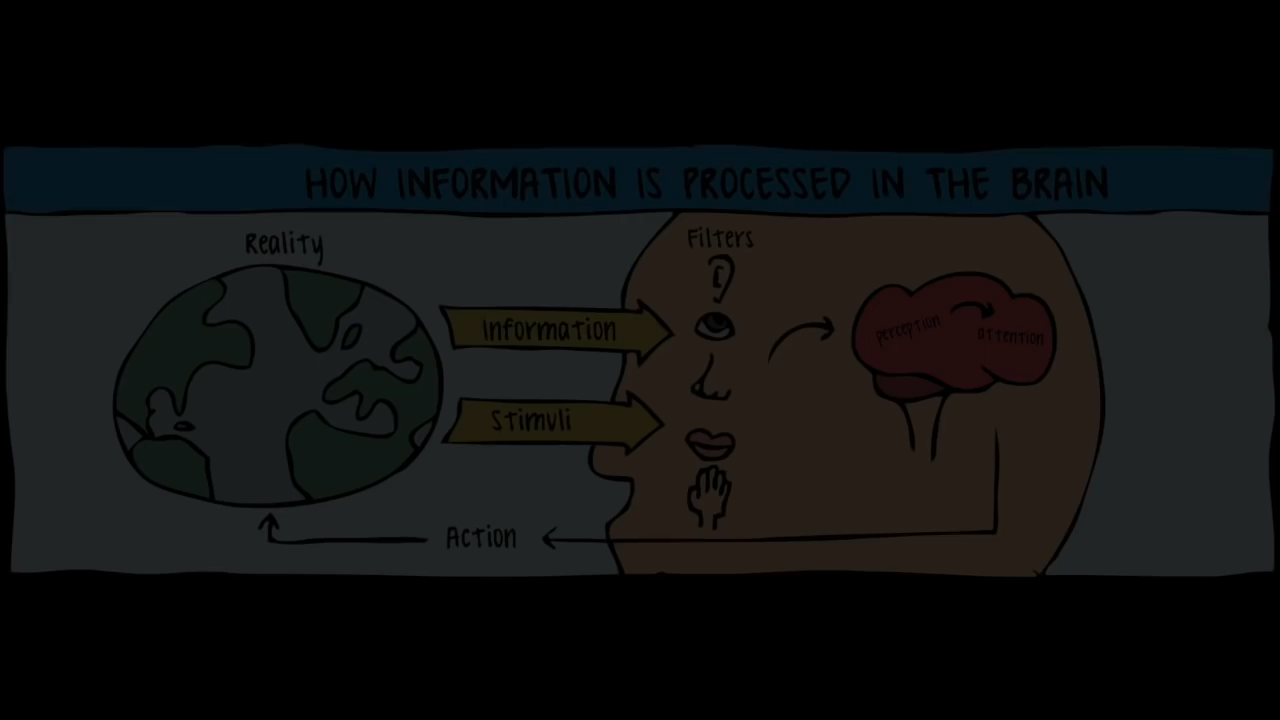 HOW INFORMATION IS PROCESSED IN THE BRAIN
Reality
Filters
Information
perception
attention
Stimuli
Action